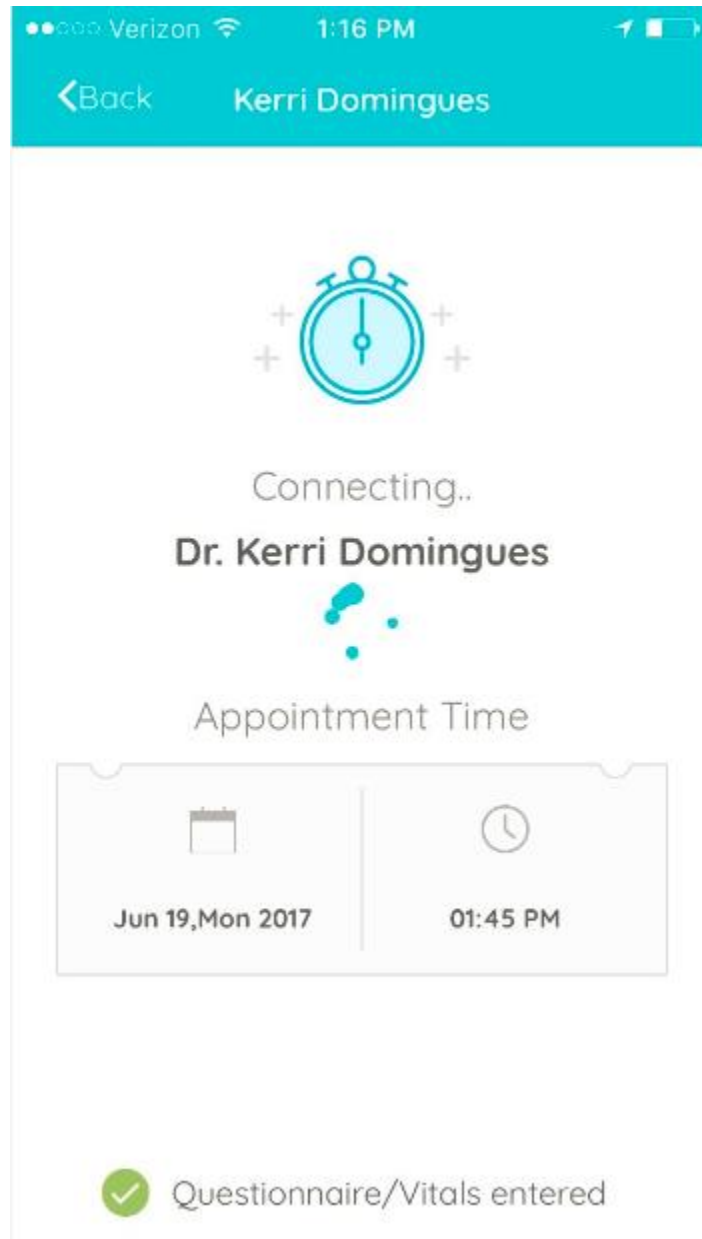 Verizon 1:16 PM
Back Kerri Domingues
Connecting..
Dr. Kerri Domingues
Appointment Time
Jun 19,Mon 2017 01:45 PM
Questionnaire/Vitals entered